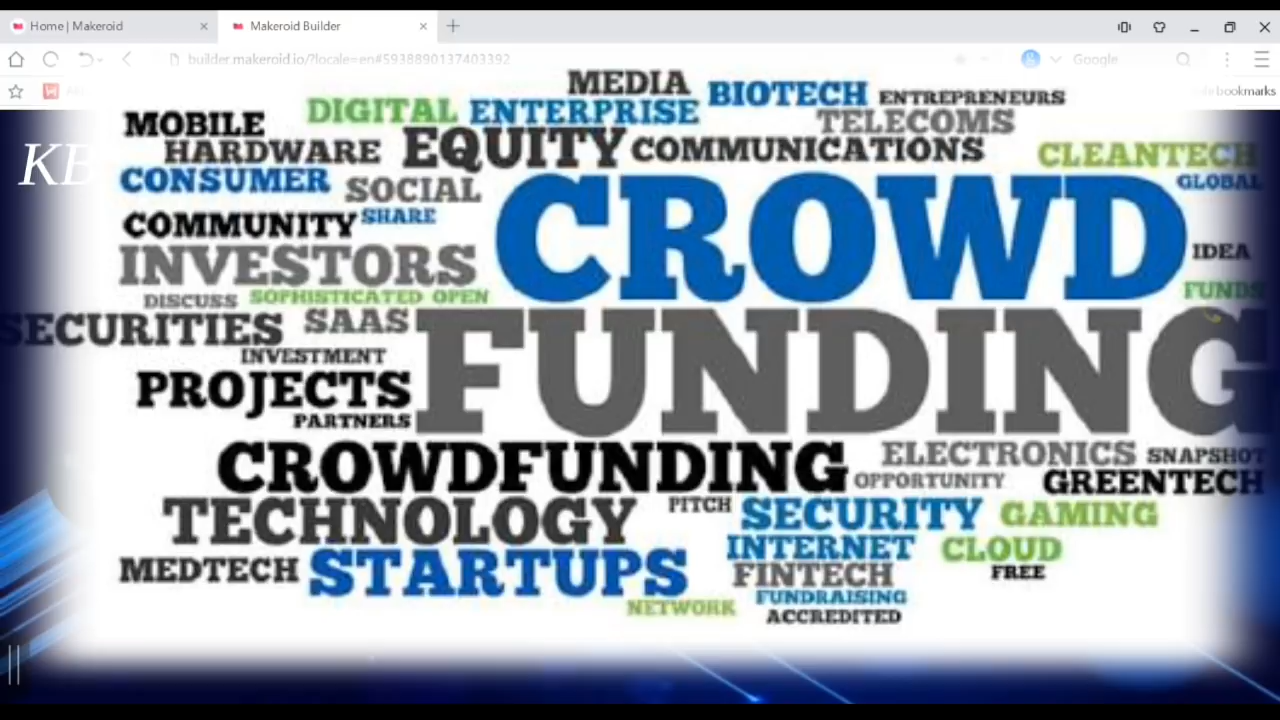 Home | Makeroid
Makeroid Builder
builder.makeroid.io/?locale=en#5938890137403392
Google
bookmarks
KB
MEDIA
BIOTECH
ENTREPRENEURS
DIGITAL
ENTERPRISE
MOBILE
TELECOMS
HARDWARE
EQUITY
COMMUNICATIONS
CLEANTECH
CONSUMER
SOCIAL
GLOBAL
COMMUNITY
SHARE
CROWD
INVESTORS
IDEA
DISCUSS
SOPHISTICATED
OPEN
FUNDS
SECURITIES
SAAS
FUNDING
INVESTMENT
PROJECTS
PARTNERS
CROWDFUNDING
ELECTRONICS
SNAPSHOT
OPPORTUNITY
GREENTECH
TECHNOLOGY
PITCH
SECURITY
GAMING
INTERNET
CLOUD
MEDTECH
STARTUPS
FINTECH
FREE
FUNDRAISING
NETWORK
ACCREDITED